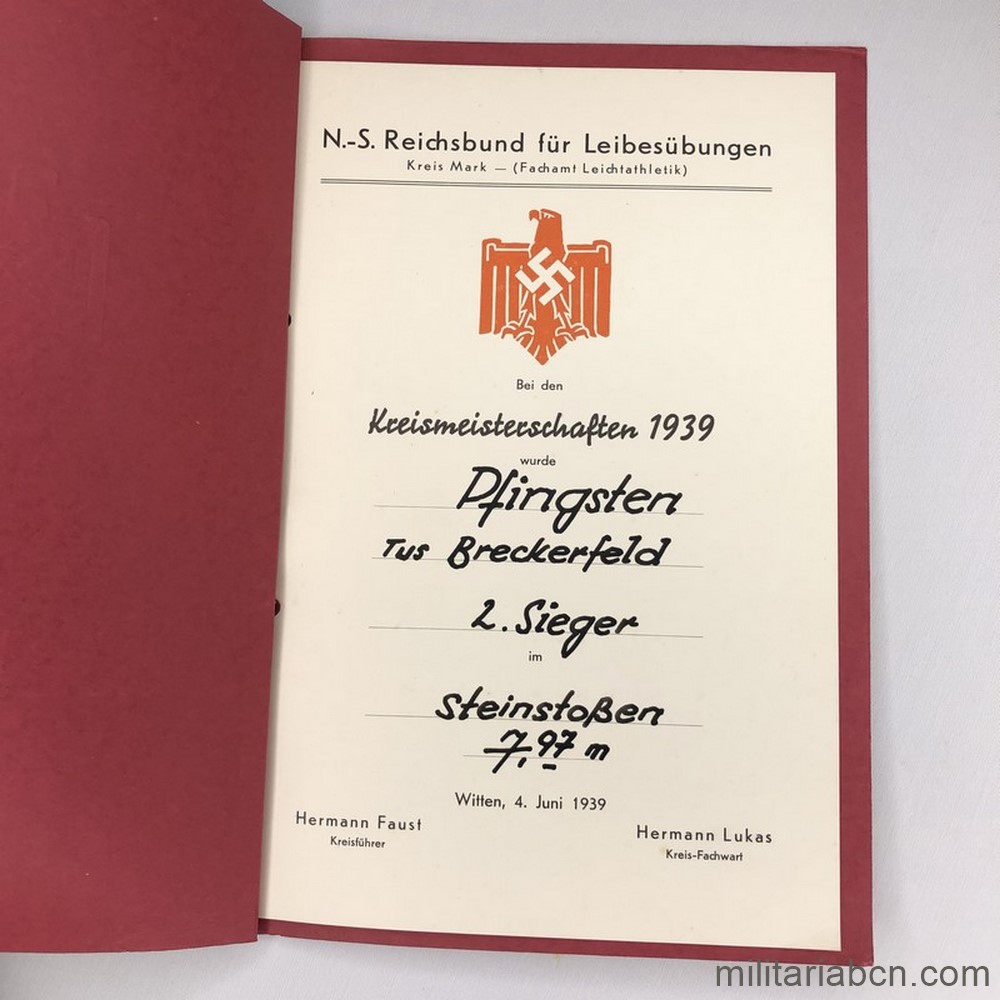 N.-S. Reichsbund für Leibesübungen
Kreis Mark — (Fachamt Leichtathletik)
Bei den
Kreismeisterschaften 1939
wurde
Pfingsten
Tus Breckerfeld
2. Sieger
im
Steinstoßen
7,97 m
Witten, 4. Juni 1939
Hermann Faust
Kreisführer
Hermann Lukas
Kreis-Fachwart
militariabcn.com